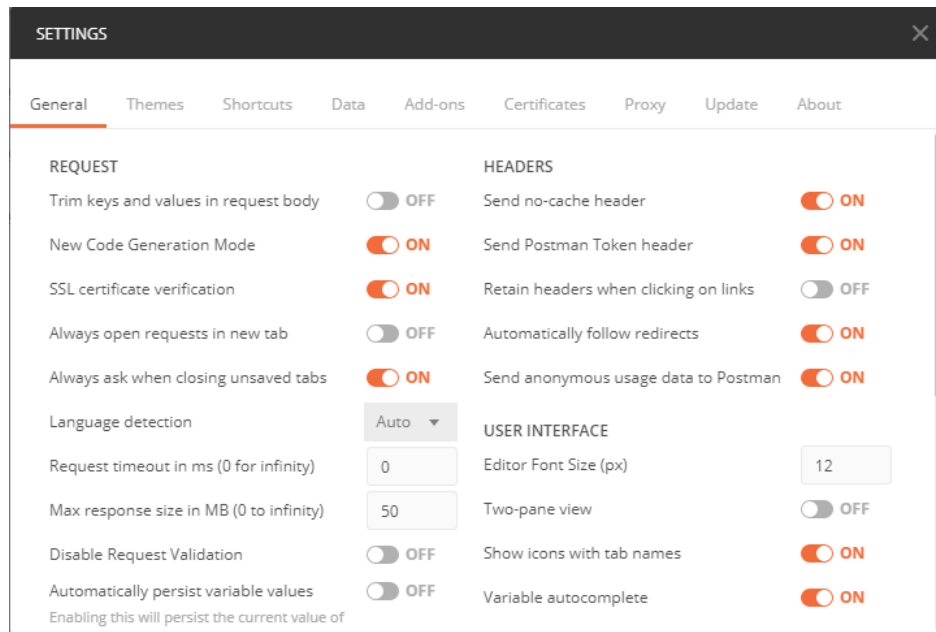 SETTINGS
General Themes Shortcuts Data Add-ons Certificates Proxy Update About
REQUEST
Trim keys and values in request body OFF
New Code Generation Mode ON
SSL certificate verification ON
Always open requests in new tab OFF
Always ask when closing unsaved tabs ON
Language detection Auto
Request timeout in ms (0 for infinity) 0
Max response size in MB (0 to infinity) 50
Disable Request Validation OFF
Automatically persist variable values OFF
Enabling this will persist the current value of
HEADERS
Send no-cache header ON
Send Postman Token header ON
Retain headers when clicking on links OFF
Automatically follow redirects ON
Send anonymous usage data to Postman ON
USER INTERFACE
Editor Font Size (px) 12
Two-pane view OFF
Show icons with tab names ON
Variable autocomplete ON